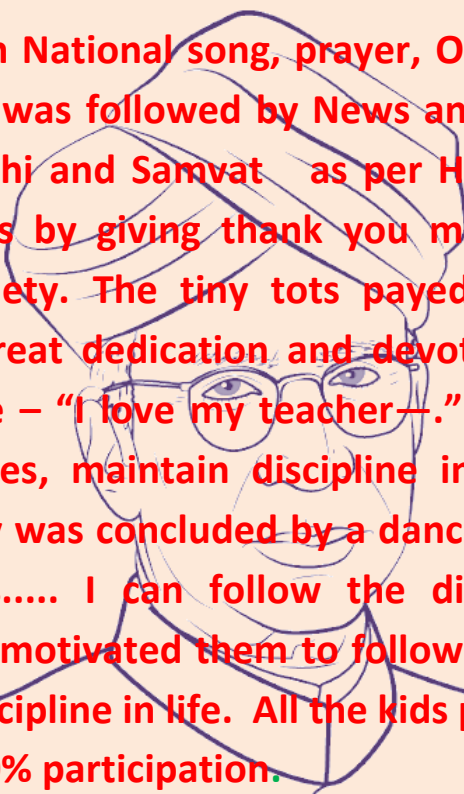 National song, prayer, O
was followed by News an
hi and Samvat as per H
s by giving thank you m
ety. The tiny tots payed
reat dedication and devot
e – “I love my teacher—.”
es, maintain discipline in
y was concluded by a danc
...... I can follow the di
motivated them to follow
cipline in life. All the kids p
% participation.